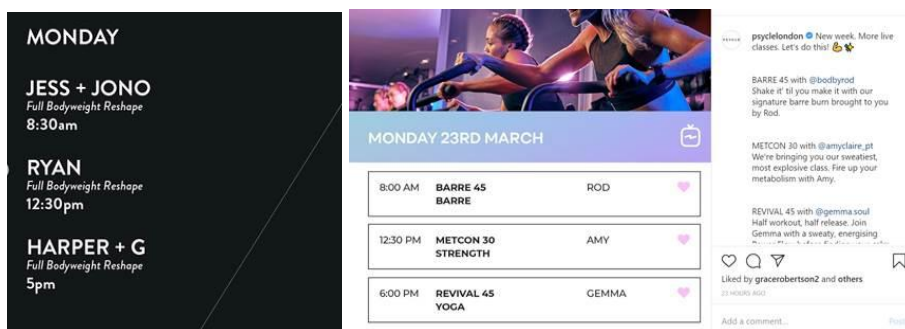 MONDAY
JESS + JONO
Full Bodyweight Reshape
8:30am
RYAN
Full Bodyweight Reshape
12:30pm
HARPER + G
Full Bodyweight Reshape
5pm
MONDAY 23RD MARCH
8:00 AM BARRE 45 ROD
BARRE
12:30 PM METCON 30 AMY
STRENGTH
6:00 PM REVIVAL 45 GEMMA
YOGA
psyclelondon New week. More live
classes. Let's do this! 💪
BARRE 45 with @bodbyrod
Shake it' til you make it with our
signature barre burn brought to you
by Rod.
METCON 30 with @amyclaire_pt
We're bringing you our sweatiest,
most explosive class. Fire up your
metabolism with Amy.
REVIVAL 45 with @gemma.soul
Half workout, half release. Join
Gemma with a sweaty, energising
Liked by gracerobertson2 and others
22 HOURS AGO
Add a comment...
Post